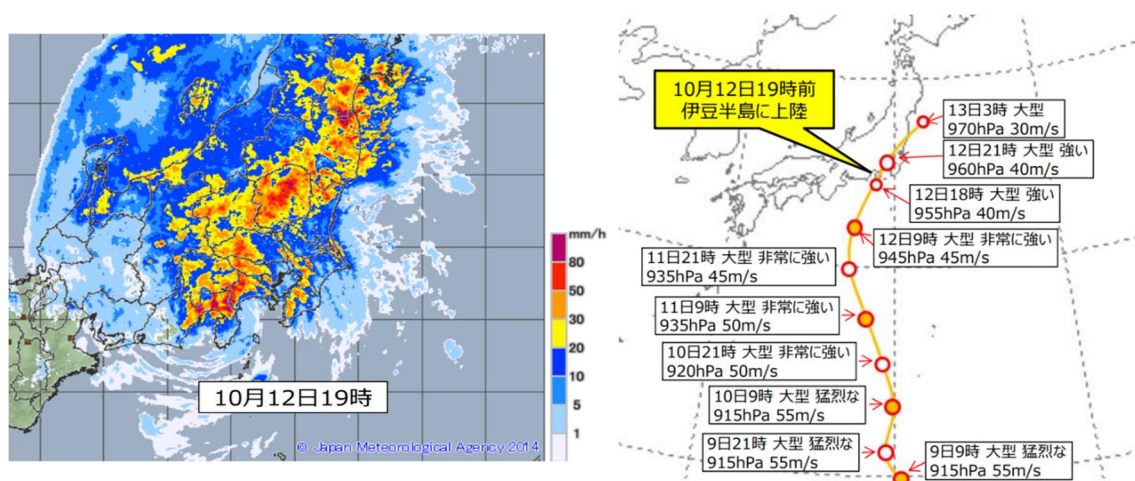 mm/h
80
50
30
20
10
5
1
10月12日19時
© Japan Meteorological Agency 2014
10月12日19時前
伊豆半島に上陸
13日3時 大型
970hPa 30m/s
12日21時 大型 強い
960hPa 40m/s
12日18時 大型 強い
955hPa 40m/s
12日9時 大型 非常に強い
945hPa 45m/s
11日21時 大型 非常に強い
935hPa 45m/s
11日9時 大型 非常に強い
935hPa 50m/s
10日21時 大型 非常に強い
920hPa 50m/s
10日9時 大型 猛烈な
915hPa 55m/s
9日21時 大型 猛烈な
915hPa 55m/s
9日9時 大型 猛烈な
915hPa 55m/s